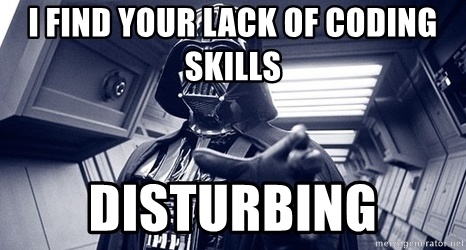 I FIND YOUR LACK OF CODING
SKILLS
DISTURBING
memegenerator.net